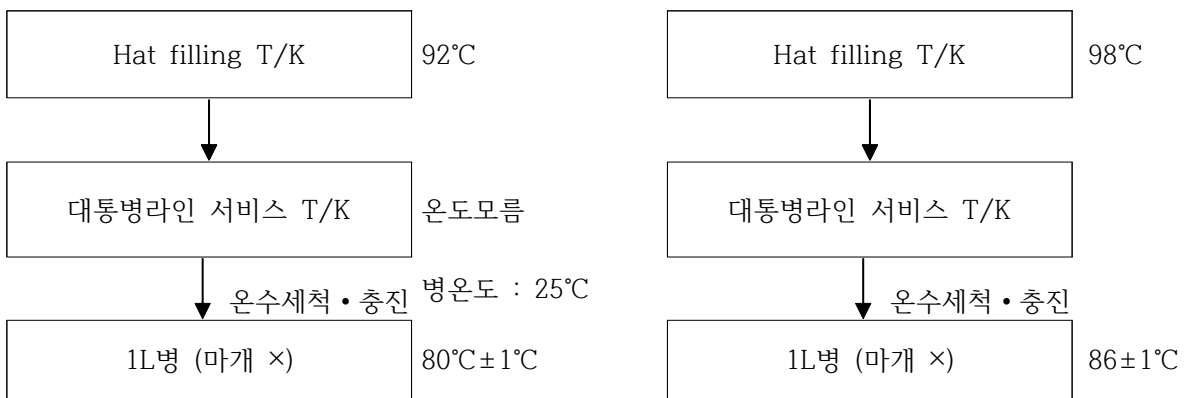 Hat filling T/K 92℃ Hat filling T/K 98℃
대통병라인 서비스 T/K 온도모름 대통병라인 서비스 T/K
병온도 : 25℃
온수세척·충진 온수세척·충진
1L병 (마개 ×) 80℃±1℃ 1L병 (마개 ×) 86±1℃